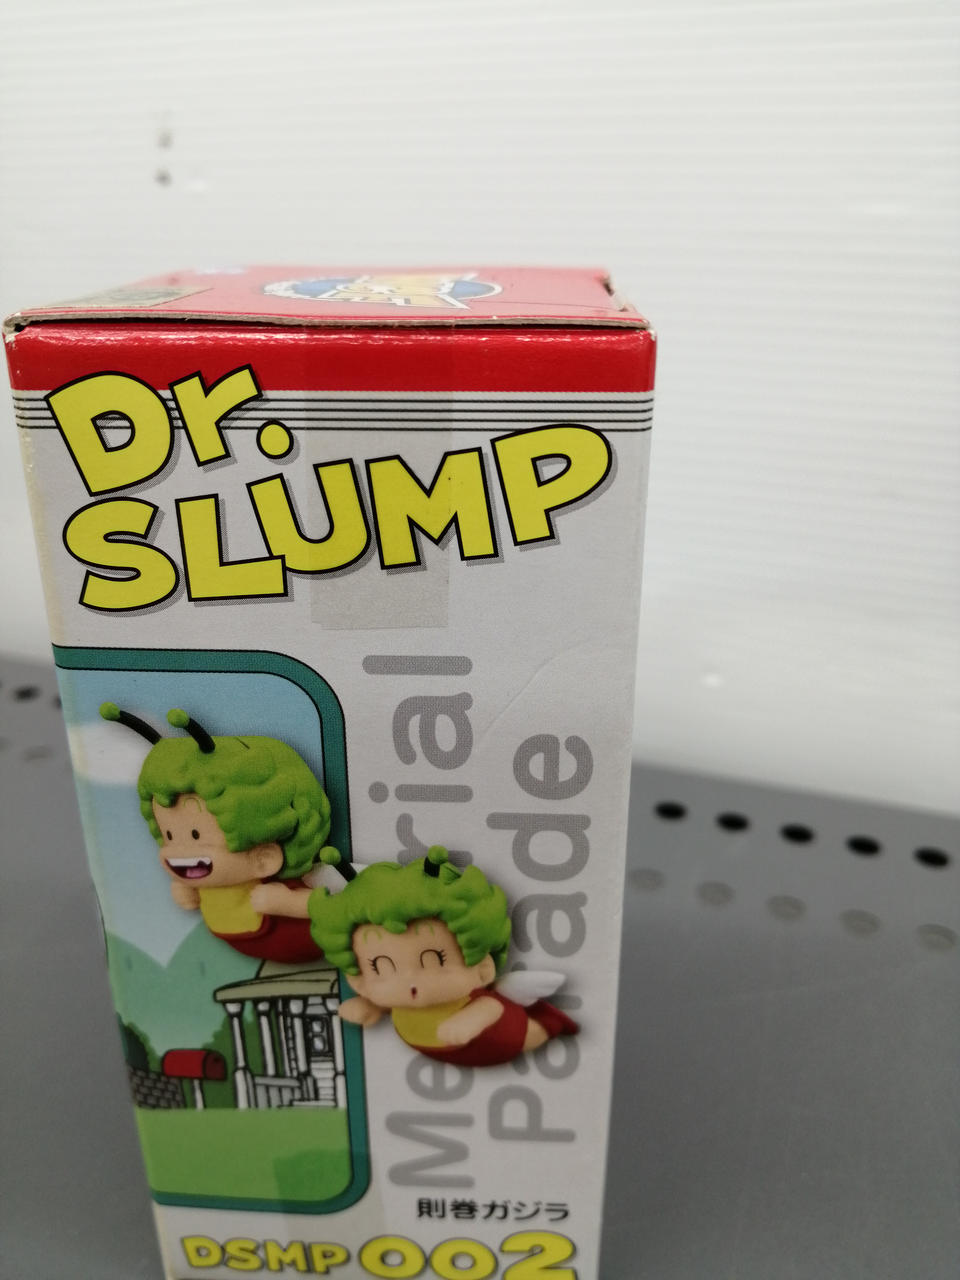 Dr.
SLUMP
Memorial
Parade
則巻ガジラ
DSMP 002